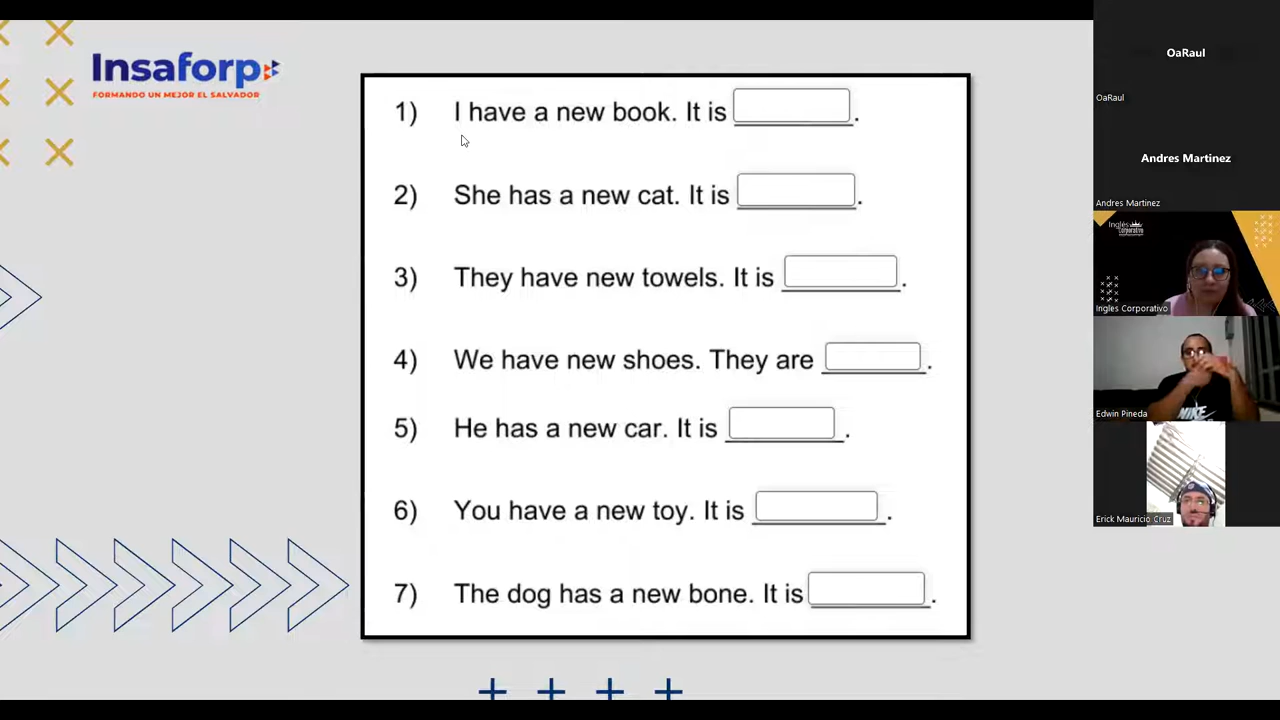 Insaforp
FORMANDO UN MEJOR EL SALVADOR
1) I have a new book. It is .
2) She has a new cat. It is .
3) They have new towels. It is .
4) We have new shoes. They are .
5) He has a new car. It is .
6) You have a new toy. It is .
7) The dog has a new bone. It is .
OaRaul
OaRaul
Andres Martinez
Andres Martinez
Inglés
Corporativo
Ingles Corporativo
Edwin Pineda
NIKE
Erick Mauricio Cruz